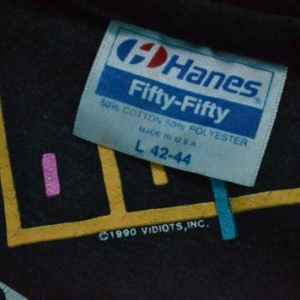 Hanes®
Fifty-Fifty
50% COTTON 50% POLYESTER
MADE IN U.S.A.
L 42-44
©1990 VIDIOTS, INC.